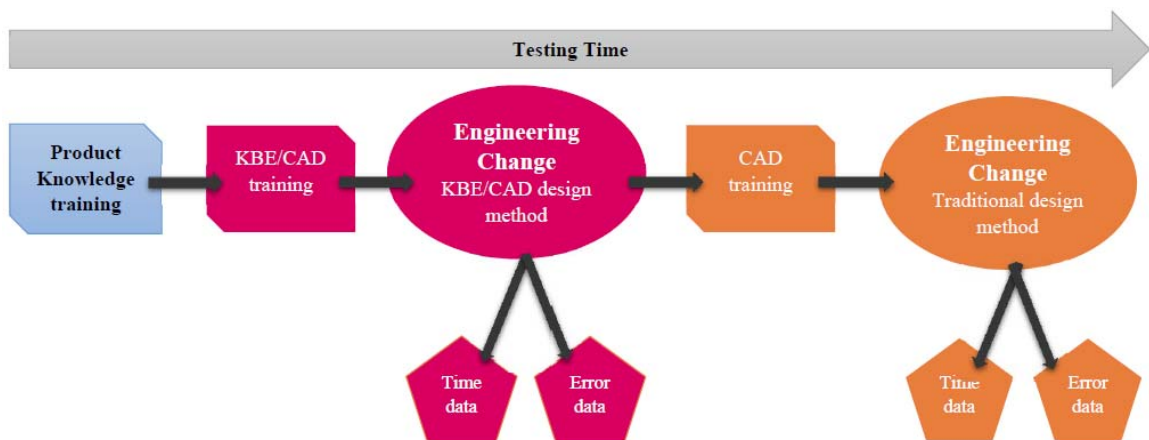 Testing Time
Product
Knowledge
training
KBE/CAD
training
Engineering
Change
KBE/CAD design
method
CAD
training
Engineering
Change
Traditional design
method
Time
data
Error
data
Time
data
Error
data